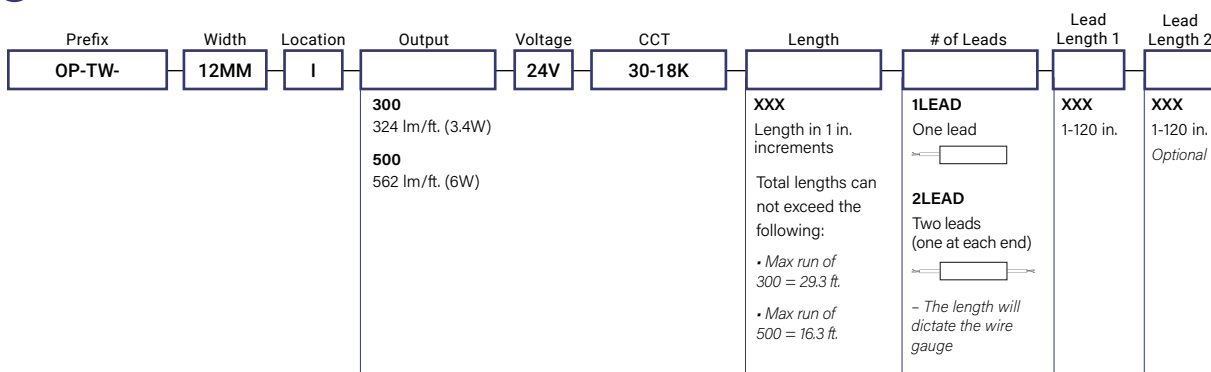 Prefix
Width
Location
Output
Voltage
CCT
Length
# of Leads
Lead
Length 1
Lead
Length 2
OP-TW-
12MM
I
24V
30-18K
300
324 lm/ft. (3.4W)
500
562 lm/ft. (6W)
XXX
Length in 1 in.
increments
Total lengths can
not exceed the
following:
• Max run of
300 = 29.3 ft.
• Max run of
500 = 16.3 ft.
1LEAD
One lead
2LEAD
Two leads
(one at each end)
– The length will
dictate the wire
gauge
XXX
1-120 in.
XXX
1-120 in.
Optional